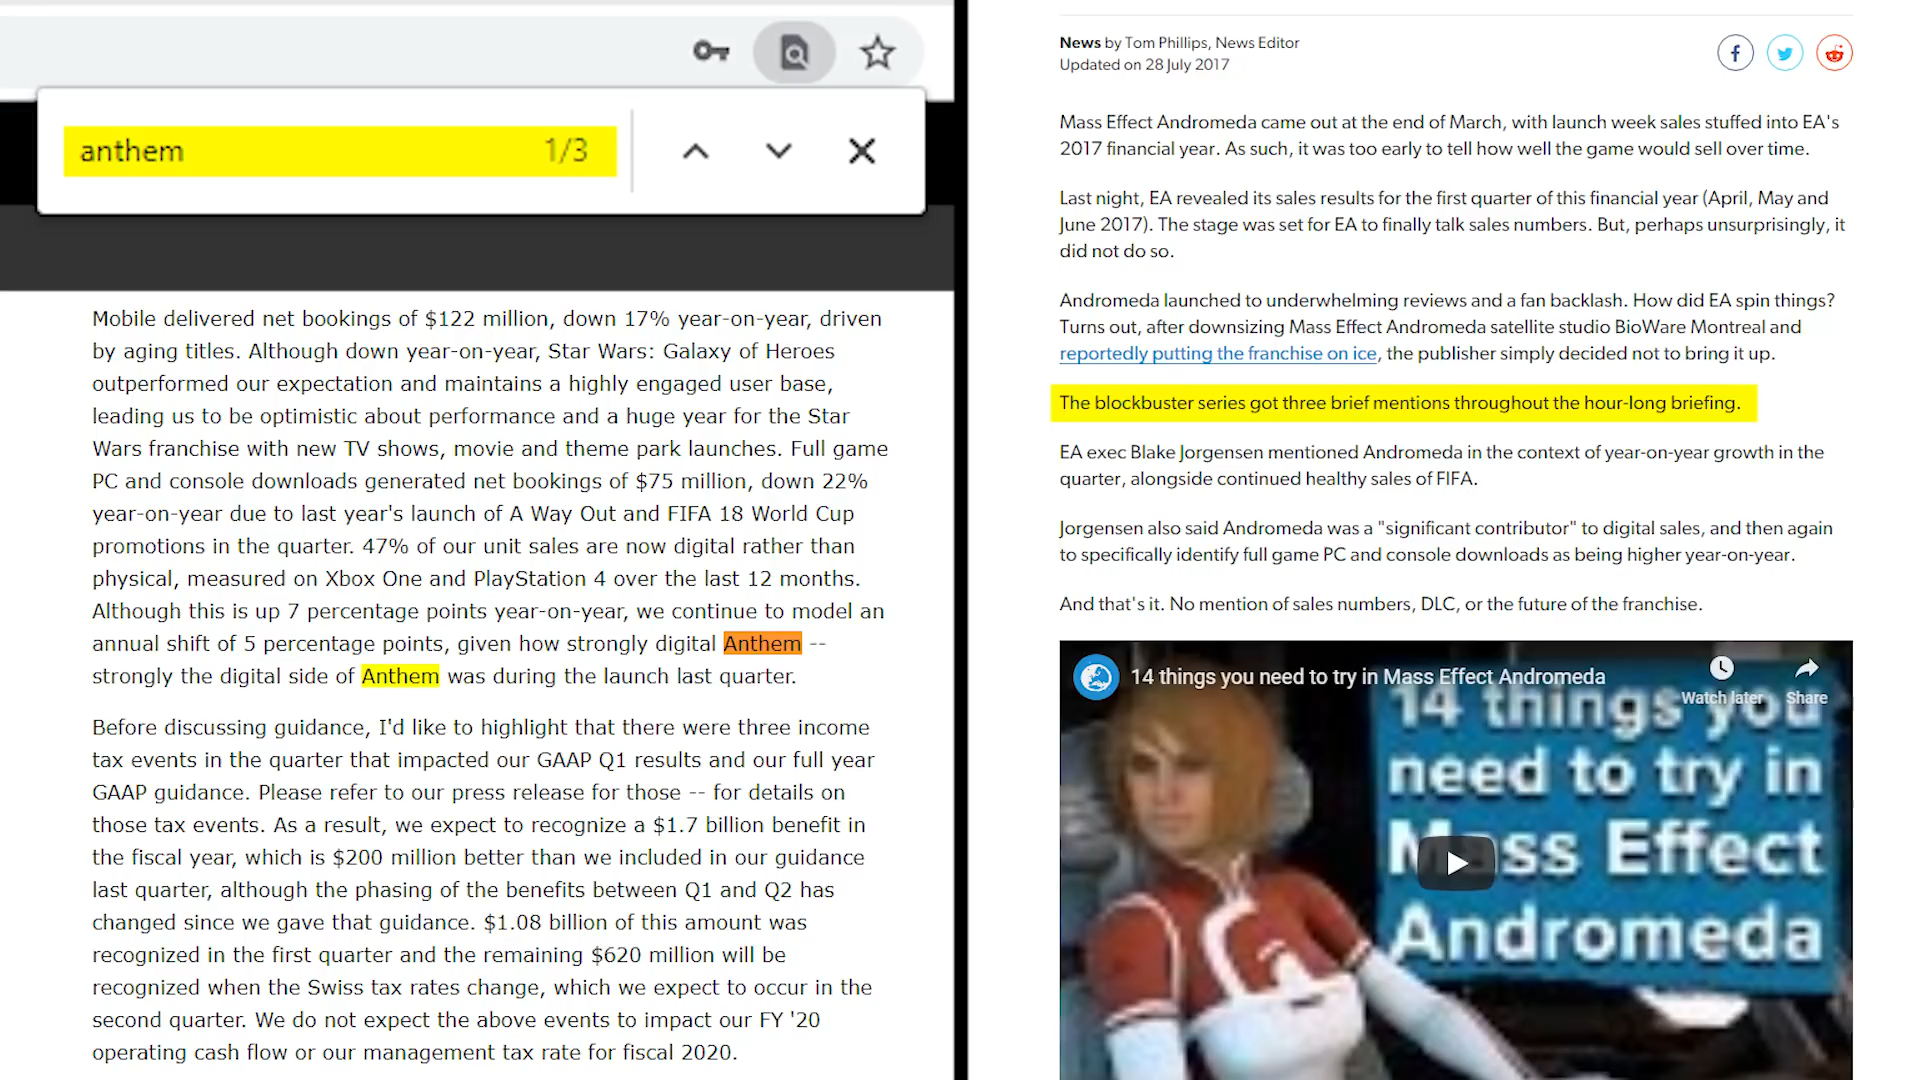 anthem 1/3
Mobile delivered net bookings of $122 million, down 17% year-on-year, driven
by aging titles. Although down year-on-year, Star Wars: Galaxy of Heroes
outperformed our expectation and maintains a highly engaged user base,
leading us to be optimistic about performance and a huge year for the Star
Wars franchise with new TV shows, movie and theme park launches. Full game
PC and console downloads generated net bookings of $75 million, down 22%
year-on-year due to last year's launch of A Way Out and FIFA 18 World Cup
promotions in the quarter. 47% of our unit sales are now digital rather than
physical, measured on Xbox One and PlayStation 4 over the last 12 months.
Although this is up 7 percentage points year-on-year, we continue to model an
annual shift of 5 percentage points, given how strongly digital Anthem --
strongly the digital side of Anthem was during the launch last quarter.
Before discussing guidance, I'd like to highlight that there were three income
tax events in the quarter that impacted our GAAP Q1 results and our full year
GAAP guidance. Please refer to our press release for those -- for details on
those tax events. As a result, we expect to recognize a $1.7 billion benefit in
the fiscal year, which is $200 million better than we included in our guidance
last quarter, although the phasing of the benefits between Q1 and Q2 has
changed since we gave that guidance. $1.08 billion of this amount was
recognized in the first quarter and the remaining $620 million will be
recognized when the Swiss tax rates change, which we expect to occur in the
second quarter. We do not expect the above events to impact our FY '20
operating cash flow or our management tax rate for fiscal 2020.
News by Tom Phillips, News Editor
Updated on 28 July 2017
Mass Effect Andromeda came out at the end of March, with launch week sales stuffed into EA's
2017 financial year. As such, it was too early to tell how well the game would sell over time.
Last night, EA revealed its sales results for the first quarter of this financial year (April, May and
June 2017). The stage was set for EA to finally talk sales numbers. But, perhaps unsurprisingly, it
did not do so.
Andromeda launched to underwhelming reviews and a fan backlash. How did EA spin things?
Turns out, after downsizing Mass Effect Andromeda satellite studio BioWare Montreal and
reportedly putting the franchise on ice, the publisher simply decided not to bring it up.
The blockbuster series got three brief mentions throughout the hour-long briefing.
EA exec Blake Jorgensen mentioned Andromeda in the context of year-on-year growth in the
quarter, alongside continued healthy sales of FIFA.
Jorgensen also said Andromeda was a "significant contributor" to digital sales, and then again
to specifically identify full game PC and console downloads as being higher year-on-year.
And that's it. No mention of sales numbers, DLC, or the future of the franchise.
14 things you need to try in Mass Effect Andromeda
Watch later Share
14 things you
need to try in
Mass Effect
Andromeda